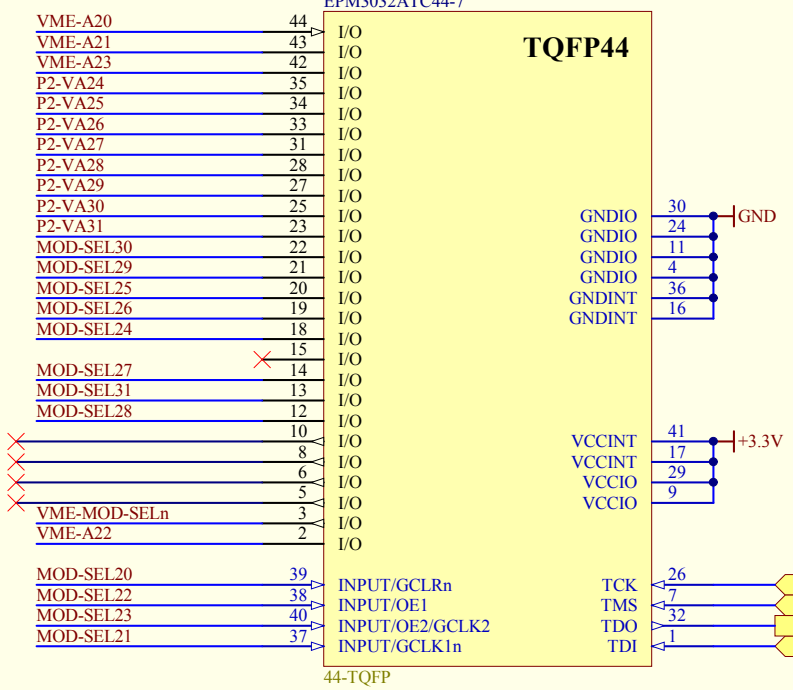 EPM3032ATC44-7
TQFP44
VME-A20 44 I/O
VME-A21 43 I/O
VME-A23 42 I/O
P2-VA24 35 I/O
P2-VA25 34 I/O
P2-VA26 33 I/O
P2-VA27 31 I/O
P2-VA28 28 I/O
P2-VA29 27 I/O
P2-VA30 25 I/O GNDIO 30 GND
P2-VA31 23 I/O GNDIO 24
MOD-SEL30 22 I/O GNDIO 11
MOD-SEL29 21 I/O GNDIO 4
MOD-SEL25 20 I/O GNDINT 36
MOD-SEL26 19 I/O GNDINT 16
MOD-SEL24 18 I/O
15 I/O
MOD-SEL27 14 I/O
MOD-SEL31 13 I/O
MOD-SEL28 12 I/O
10 I/O VCCINT 41 +3.3V
8 I/O VCCINT 17
6 I/O VCCIO 29
5 I/O VCCIO 9
VME-MOD-SELn 3 I/O
VME-A22 2 I/O
MOD-SEL20 39 INPUT/GCLRn TCK 26
MOD-SEL22 38 INPUT/OE1 TMS 7
MOD-SEL23 40 INPUT/OE2/GCLK2 TDO 32
MOD-SEL21 37 INPUT/GCLK1n TDI 1
44-TQFP